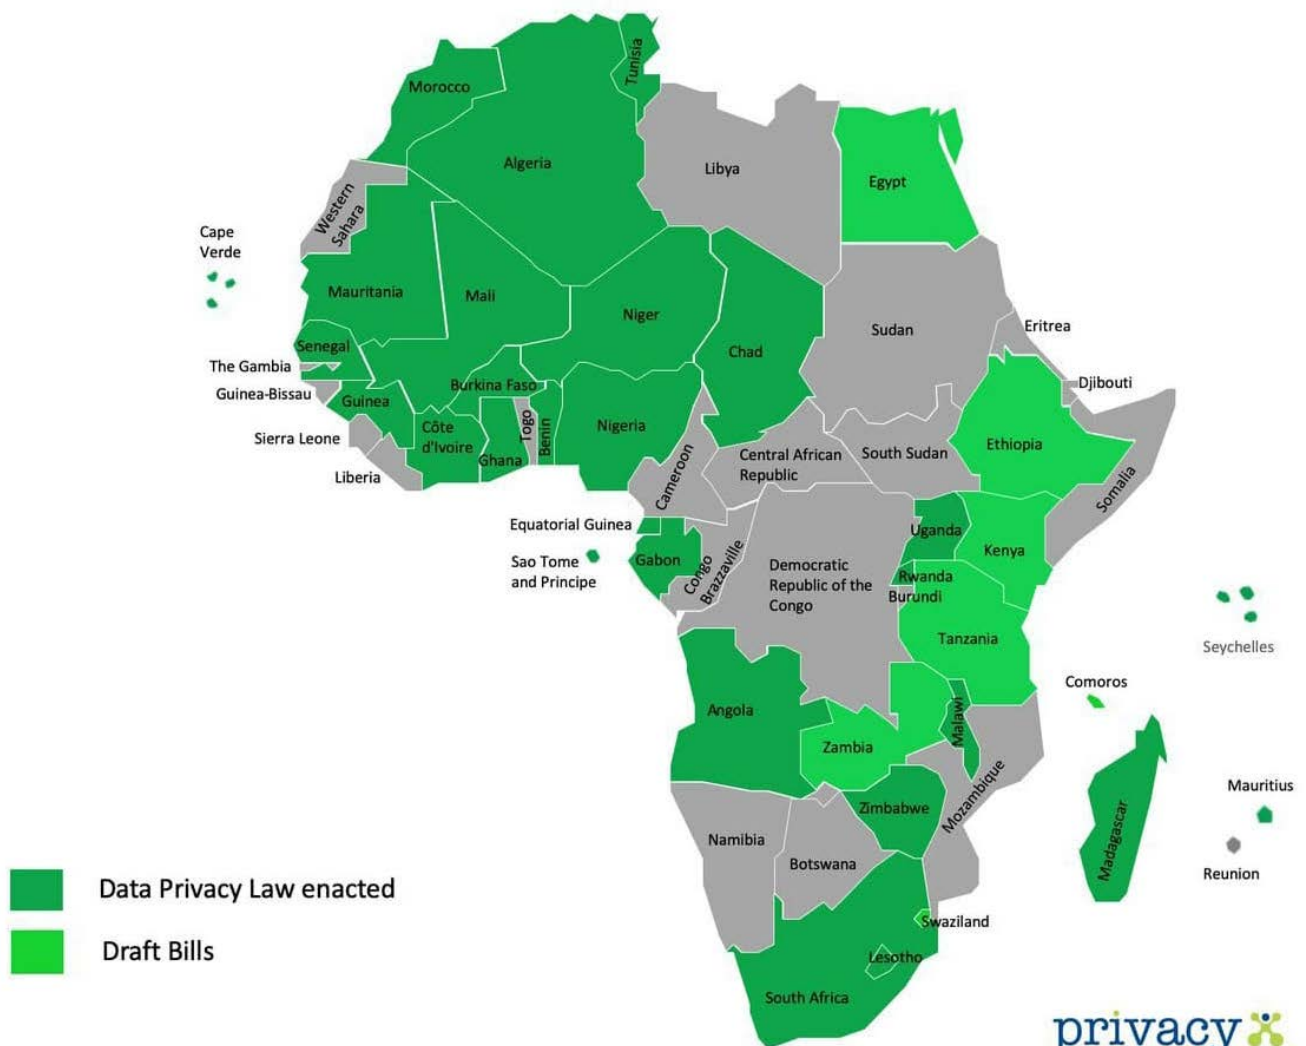 Tunisia
Morocco
Algeria
Libya
Egypt
Western
Sahara
Cape
Verde
Mauritania
Mali
Niger
Chad
Sudan
Eritrea
Senegal
The Gambia
Guinea-Bissau
Guinea
Burkina Faso
Djibouti
Sierra Leone
Liberia
Côte
d'Ivoire
Ghana
Togo
Benin
Nigeria
Cameroon
Central African
Republic
South Sudan
Ethiopia
Somalia
Equatorial Guinea
Sao Tome
and Principe
Gabon
Congo
Brazzaville
Democratic
Republic of the
Congo
Uganda
Kenya
Rwanda
Burundi
Tanzania
Seychelles
Comoros
Angola
Zambia
Malawi
Mozambique
Zimbabwe
Madagascar
Mauritius
Reunion
Namibia
Botswana
Swaziland
Lesotho
South Africa
Data Privacy Law enacted
Draft Bills
privacy